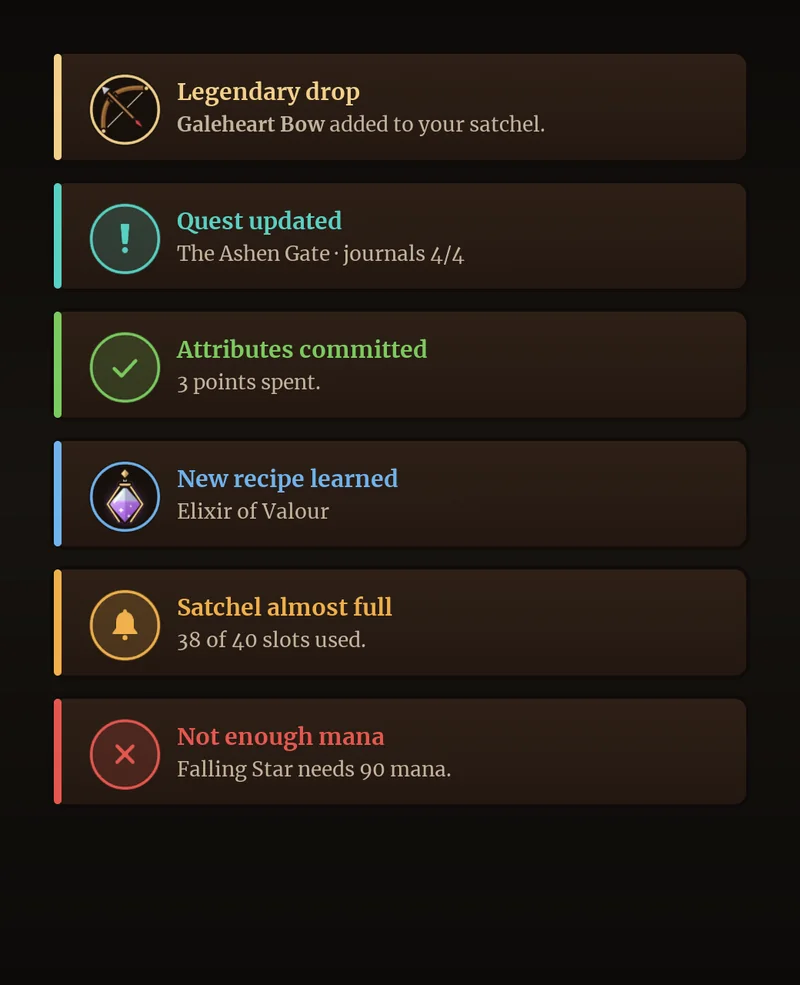 Legendary drop
Galeheart Bow added to your satchel.
Quest updated
The Ashen Gate · journals 4/4
Attributes committed
3 points spent.
New recipe learned
Elixir of Valour
Satchel almost full
38 of 40 slots used.
Not enough mana
Falling Star needs 90 mana.